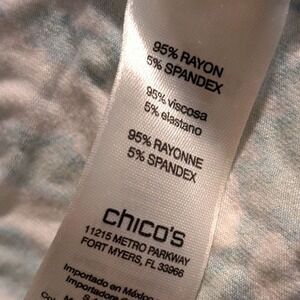 95% RAYON
5% SPANDEX
95% viscosa
5% elastano
95% RAYONNE
5% SPANDEX
chico's
11215 METRO PARKWAY
FORT MYERS, FL 33966
Importado en México
Importadora